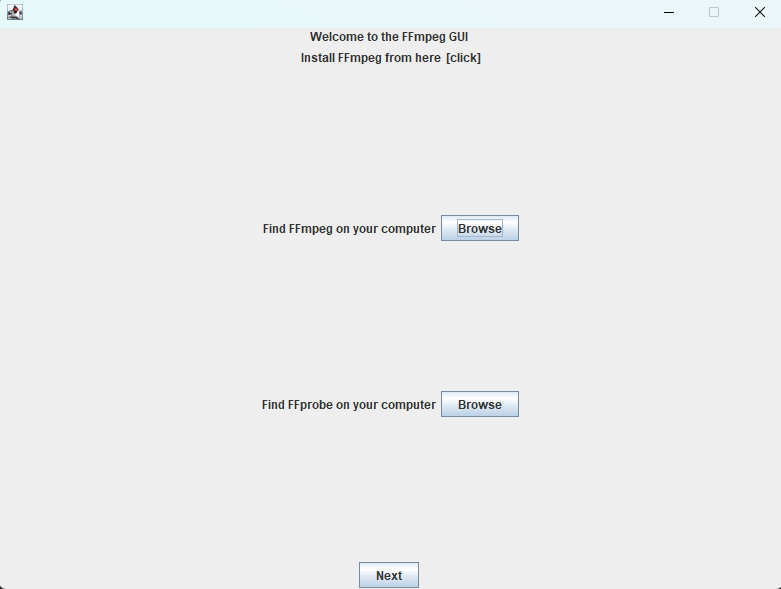 Welcome to the FFmpeg GUI
Install FFmpeg from here [click]
Find FFmpeg on your computer Browse
Find FFprobe on your computer Browse
Next